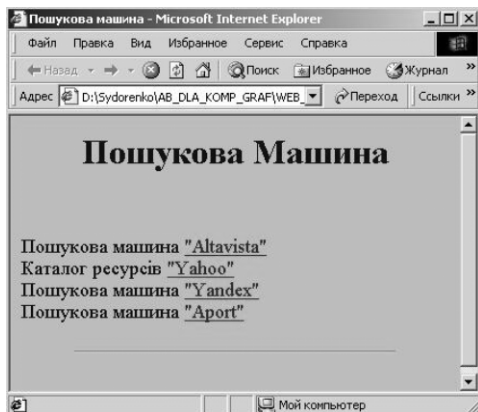 Пошукова машина - Microsoft Internet Explorer
Файл Правка Вид Избранное Сервис Справка
Назад Поиск Избранное Журнал »
Адрес D:\Sydorenko\AB_DLA_KOMP_GRAF\WEB_ Переход Ссылки »
Пошукова Машина
Пошукова машина "Altavista"
Каталог ресурсів "Yahoo"
Пошукова машина "Yandex"
Пошукова машина "Aport"
Мой компьютер